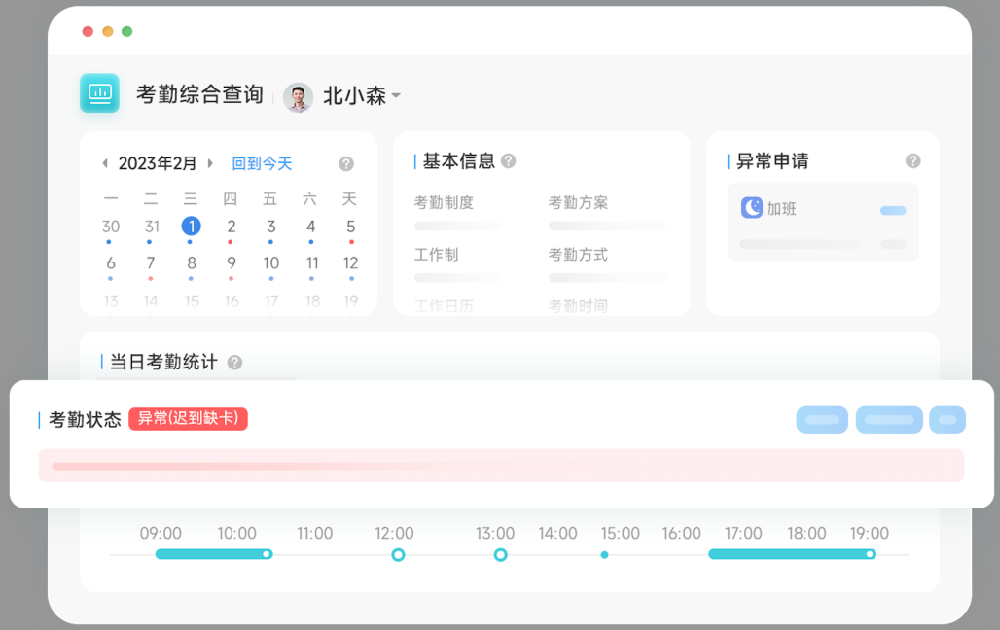 考勤综合查询 北小森
2023年2月 回到今天
一 二 三 四 五 六 天
30 31 1 2 3 4 5
6 7 8 9 10 11 12
13 14 15 16 17 18 19
基本信息
考勤制度 考勤方案
工作制 考勤方式
工作日历 考勤时间
异常申请
加班
当日考勤统计
考勤状态 异常(迟到缺卡)
09:00 10:00 11:00 12:00 13:00 14:00 15:00 16:00 17:00 18:00 19:00